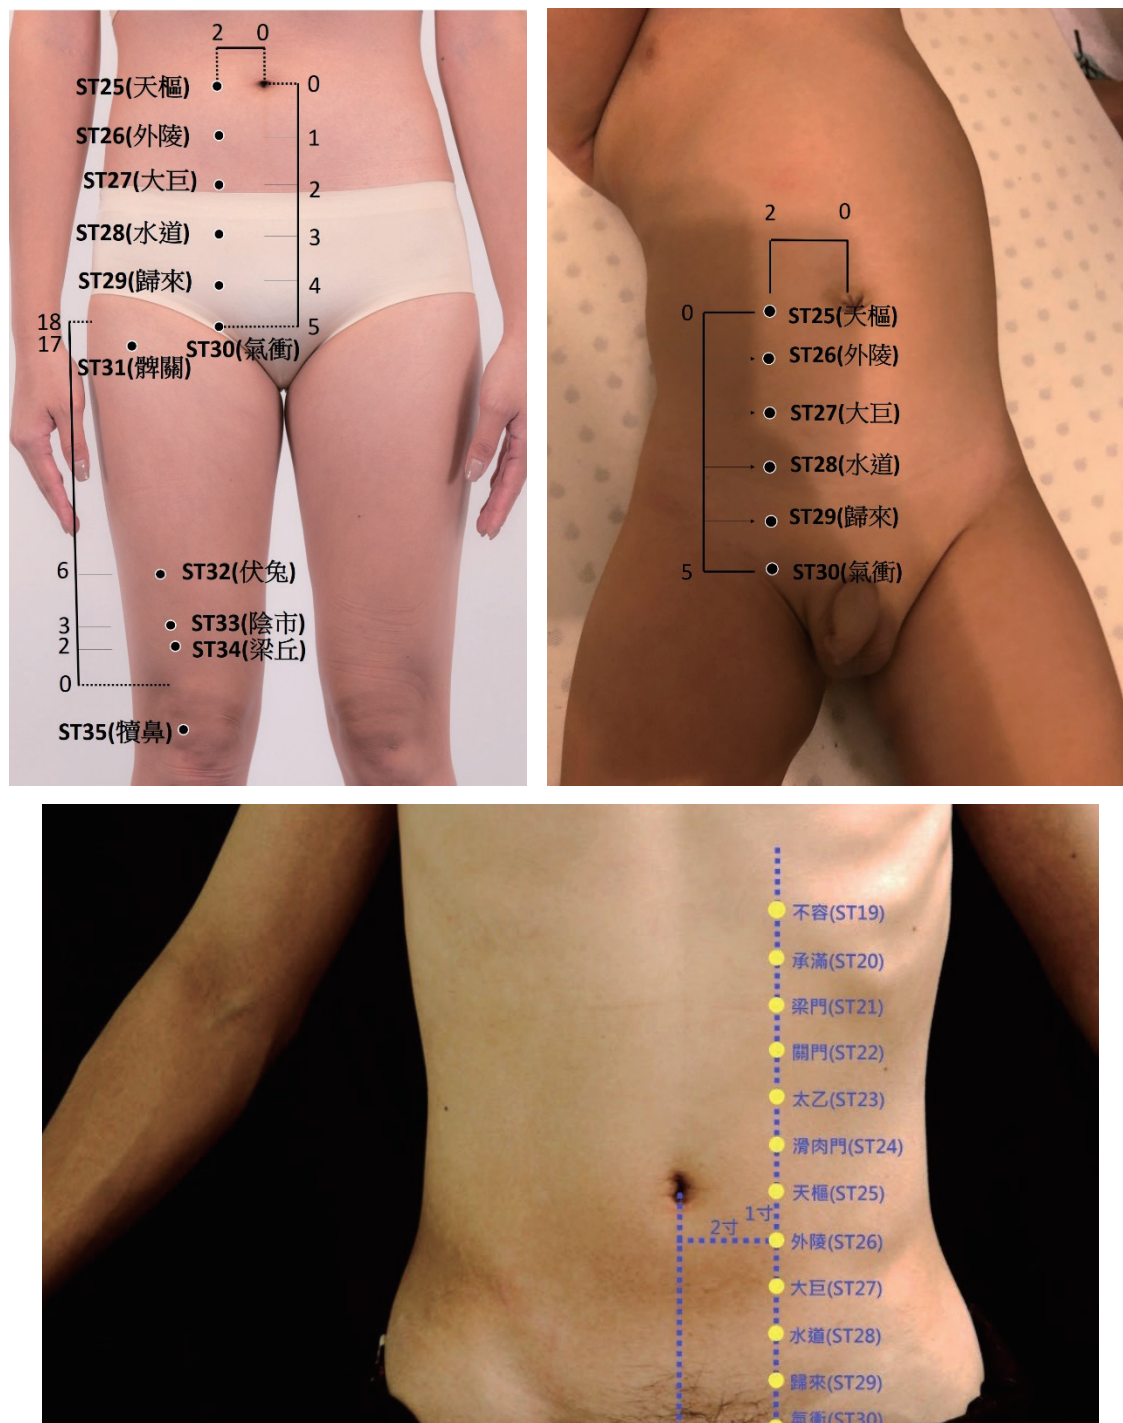 2 0
ST25(天樞) 0
ST26(外陵) 1
ST27(大巨) 2
ST28(水道) 3
ST29(歸來) 4
18 5
17 ST30(氣衝)
ST31(髀關)
6 ST32(伏兔)
3 ST33(陰市)
2 ST34(梁丘)
0
ST35(犢鼻)
2 0
0 ST25(天樞)
ST26(外陵)
ST27(大巨)
ST28(水道)
ST29(歸來)
5 ST30(氣衝)
不容(ST19)
承滿(ST20)
梁門(ST21)
關門(ST22)
太乙(ST23)
滑肉門(ST24)
天樞(ST25)
1寸
2寸
外陵(ST26)
大巨(ST27)
水道(ST28)
歸來(ST29)
氣衝(ST30)